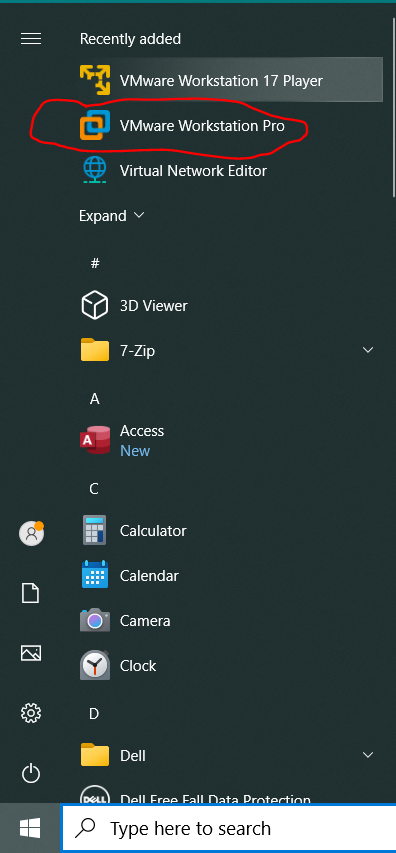 Recently added
VMware Workstation 17 Player
VMware Workstation Pro
Virtual Network Editor
Expand
#
3D Viewer
7-Zip
A
Access
New
C
Calculator
Calendar
Camera
Clock
D
Dell
Dell Free Fall Data Protection
Type here to search